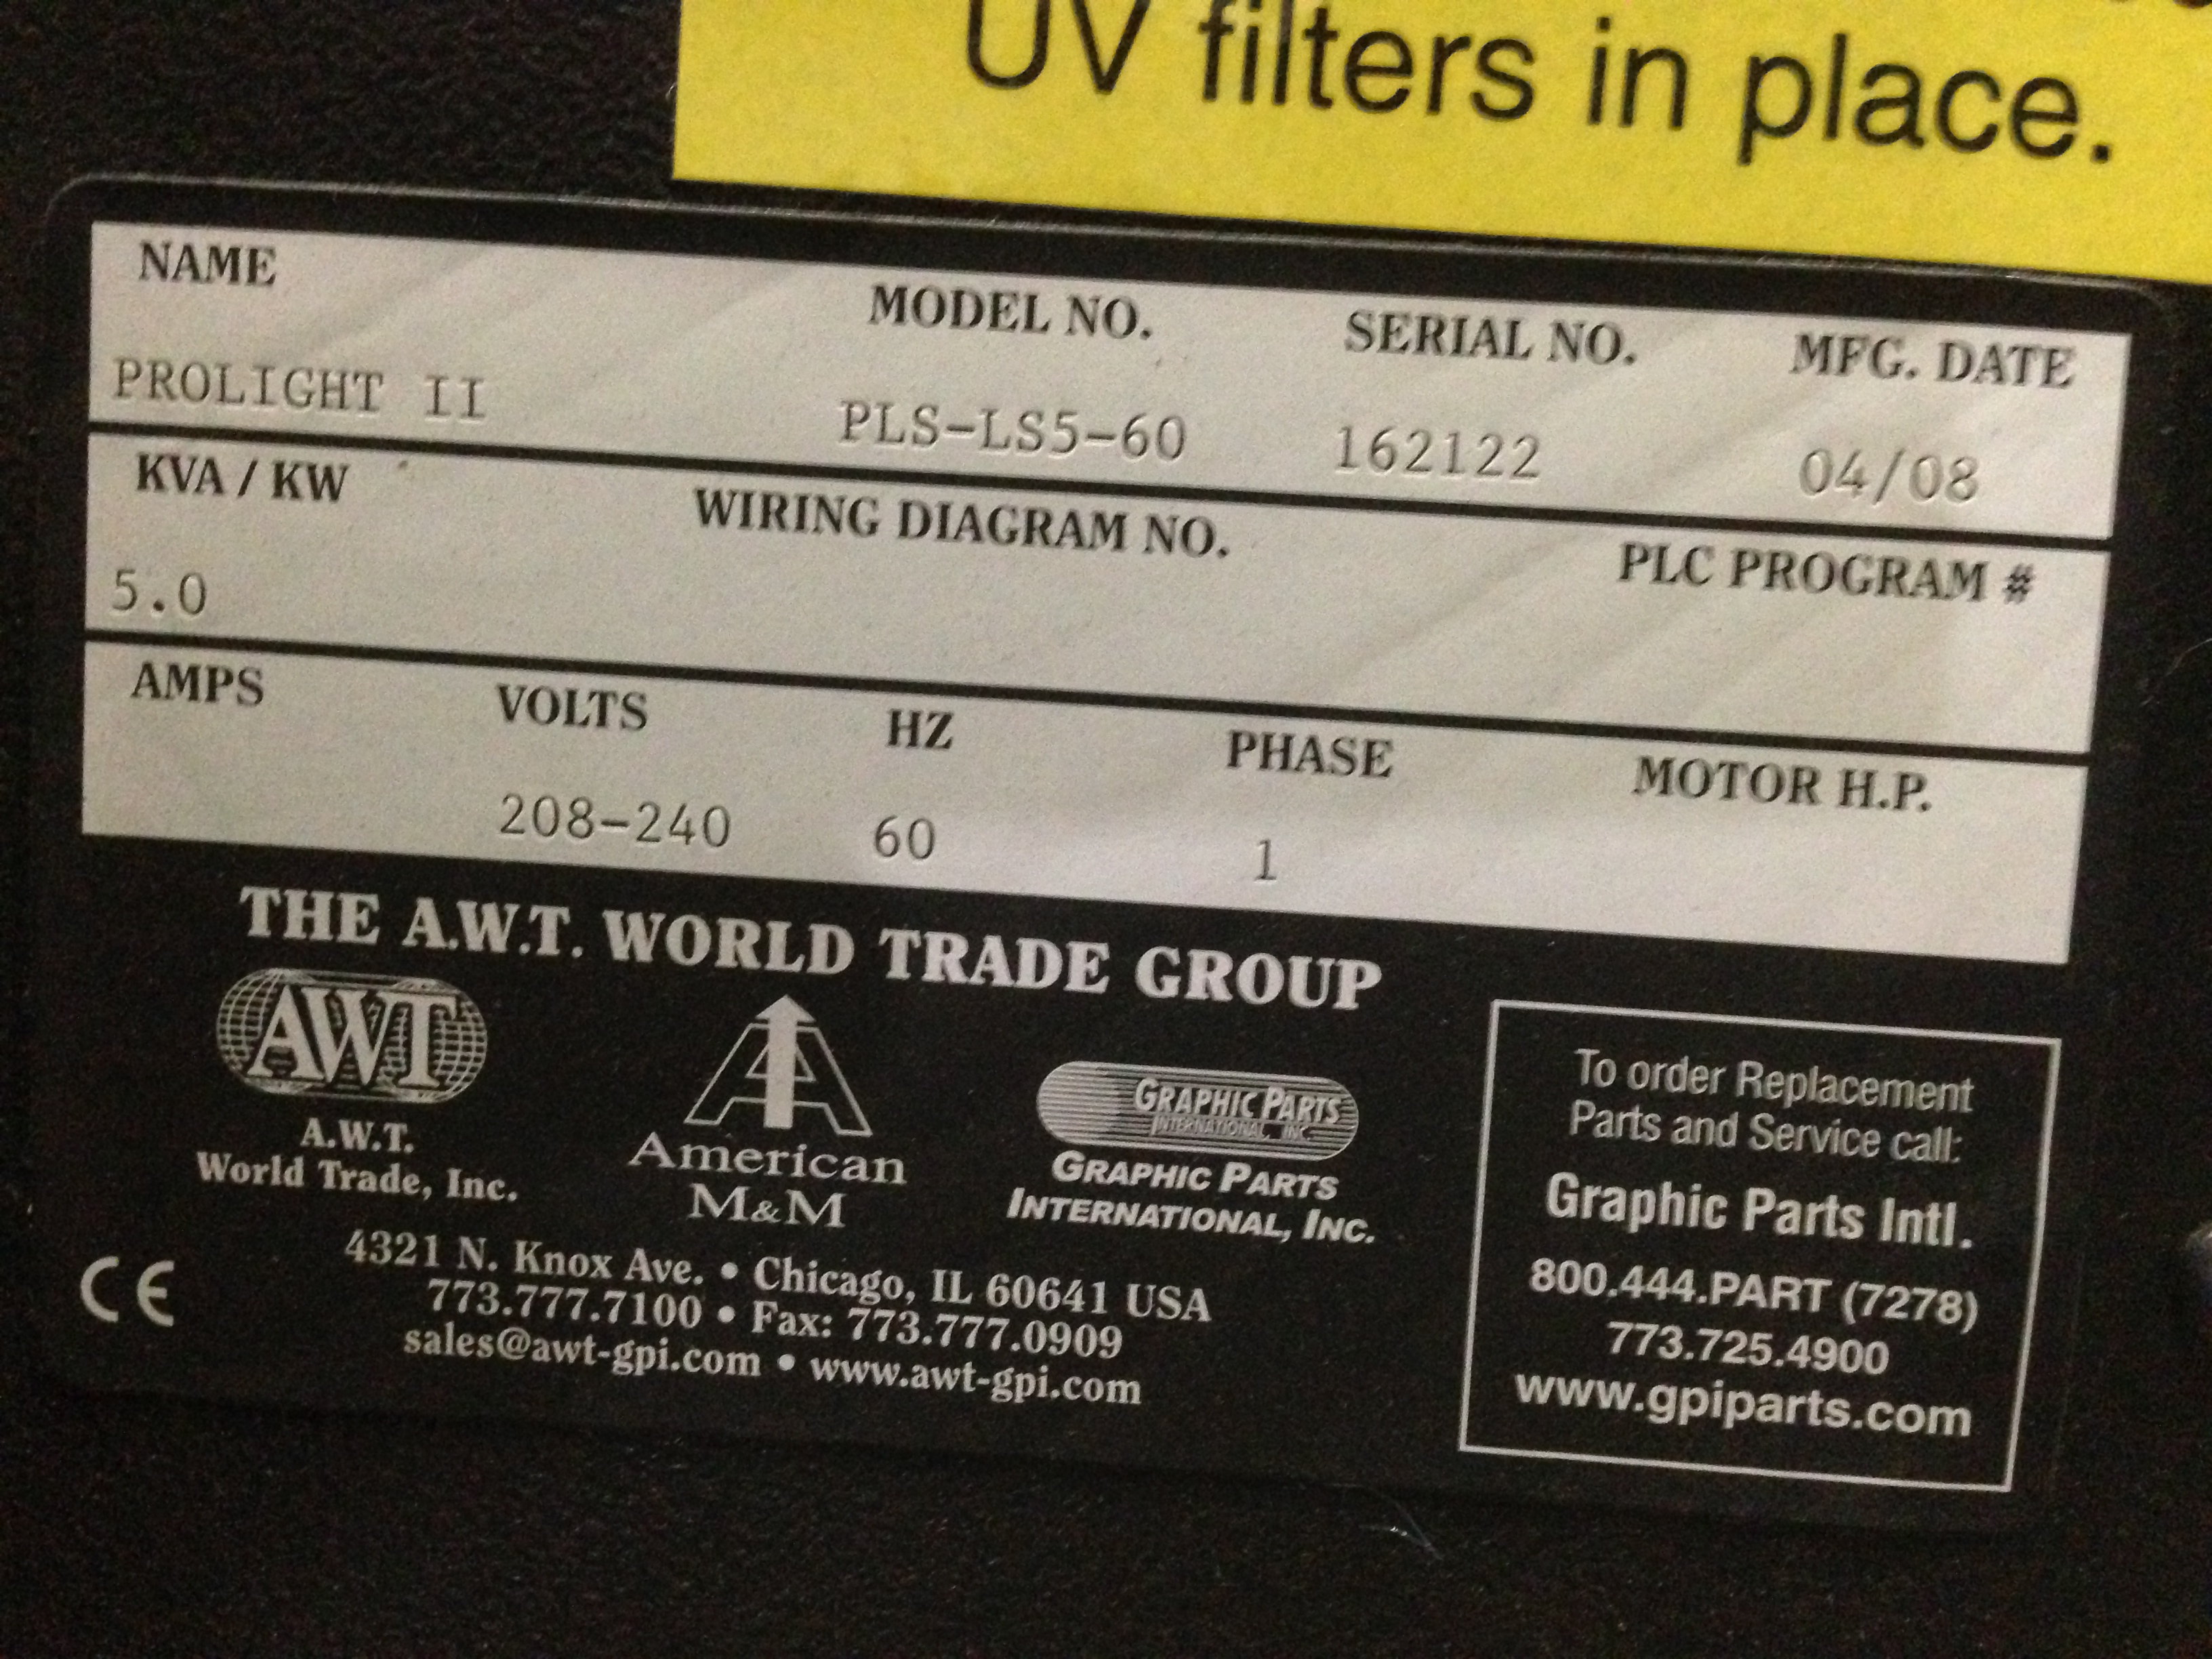 UV filters in place.
NAME MODEL NO. SERIAL NO. MFG. DATE
PROLIGHT II PLS-LS5-60 162122 04/08
KVA / KW WIRING DIAGRAM NO. PLC PROGRAM #
5.0
AMPS VOLTS HZ PHASE MOTOR H.P.
208-240 60 1
THE A.W.T. WORLD TRADE GROUP
AWT
A.W.T.
World Trade, Inc.
American
M&M
GRAPHIC PARTS
INTERNATIONAL, INC.
GRAPHIC PARTS
INTERNATIONAL, INC.
4321 N. Knox Ave. • Chicago, IL 60641 USA
773.777.7100 • Fax: 773.777.0909
sales@awt-gpi.com • www.awt-gpi.com
CE
To order Replacement
Parts and Service call:
Graphic Parts Intl.
800.444.PART (7278)
773.725.4900
www.gpiparts.com